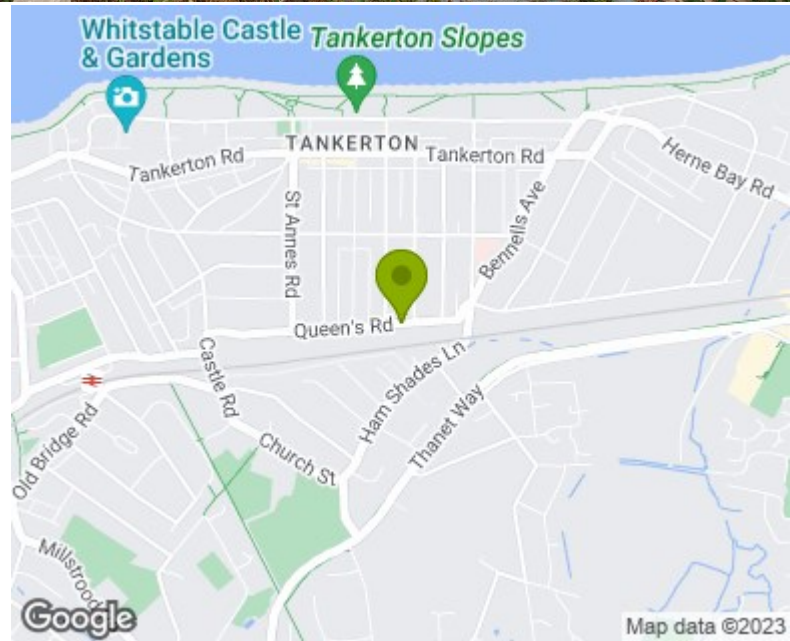 Whitstable Castle
& Gardens
Tankerton Slopes
TANKERTON
Tankerton Rd
Tankerton Rd
Herne Bay Rd
St Annes Rd
Bennells Ave
Queen's Rd
Castle Rd
Ham Shades Ln
Thanet Way
Old Bridge Rd
Church St
Millstrood
Google
Map data ©2023